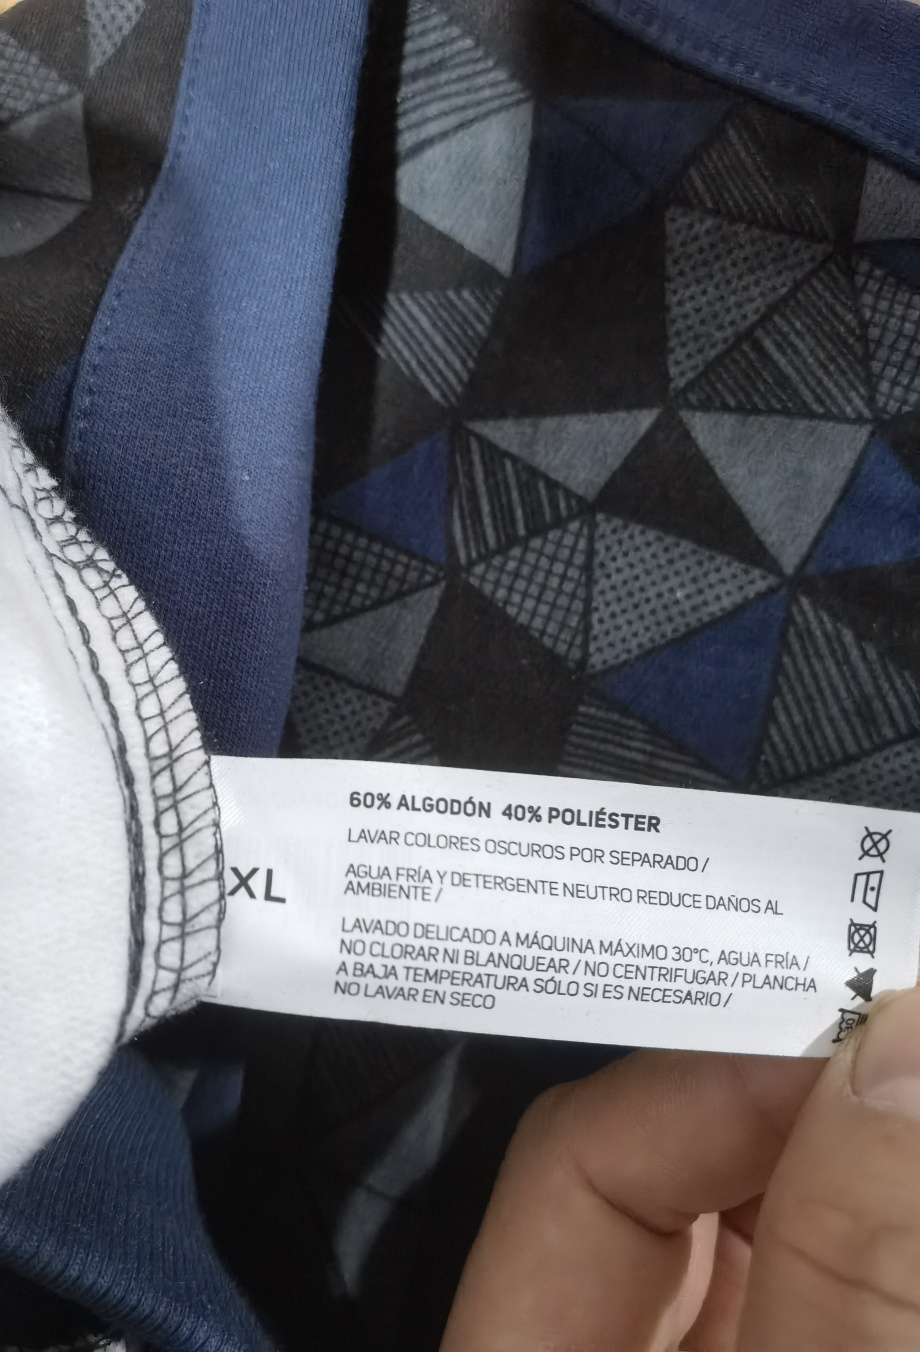 60% ALGODÓN 40% POLIÉSTER
LAVAR COLORES OSCUROS POR SEPARADO /
AGUA FRÍA Y DETERGENTE NEUTRO REDUCE DAÑOS AL
AMBIENTE /
XL
LAVADO DELICADO A MÁQUINA MÁXIMO 30°C, AGUA FRÍA /
NO CLORAR NI BLANQUEAR / NO CENTRIFUGAR / PLANCHA
A BAJA TEMPERATURA SÓLO SI ES NECESARIO /
NO LAVAR EN SECO